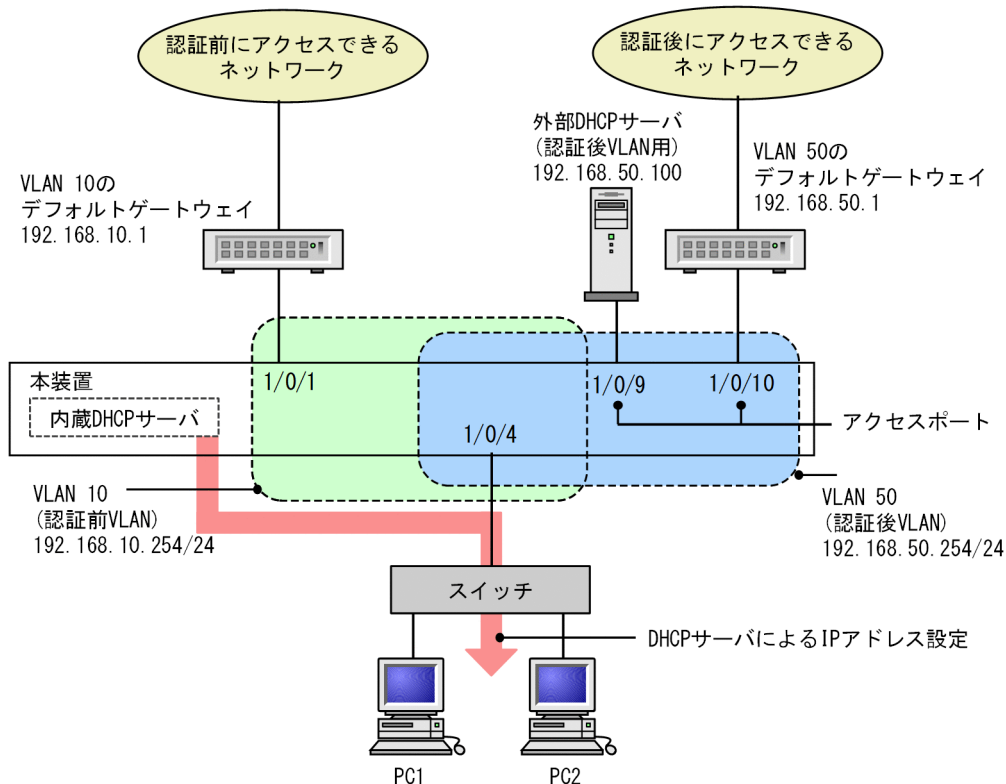 認証前にアクセスできる
ネットワーク
認証後にアクセスできる
ネットワーク
外部DHCPサーバ
(認証後VLAN用)
192.168.50.100
VLAN 50の
デフォルトゲートウェイ
192.168.50.1
VLAN 10の
デフォルトゲートウェイ
192.168.10.1
本装置
内蔵DHCPサーバ
1/0/1
1/0/9
1/0/10
1/0/4
アクセスポート
VLAN 10
(認証前VLAN)
192.168.10.254/24
VLAN 50
(認証後VLAN)
192.168.50.254/24
スイッチ
DHCPサーバによるIPアドレス設定
PC1
PC2